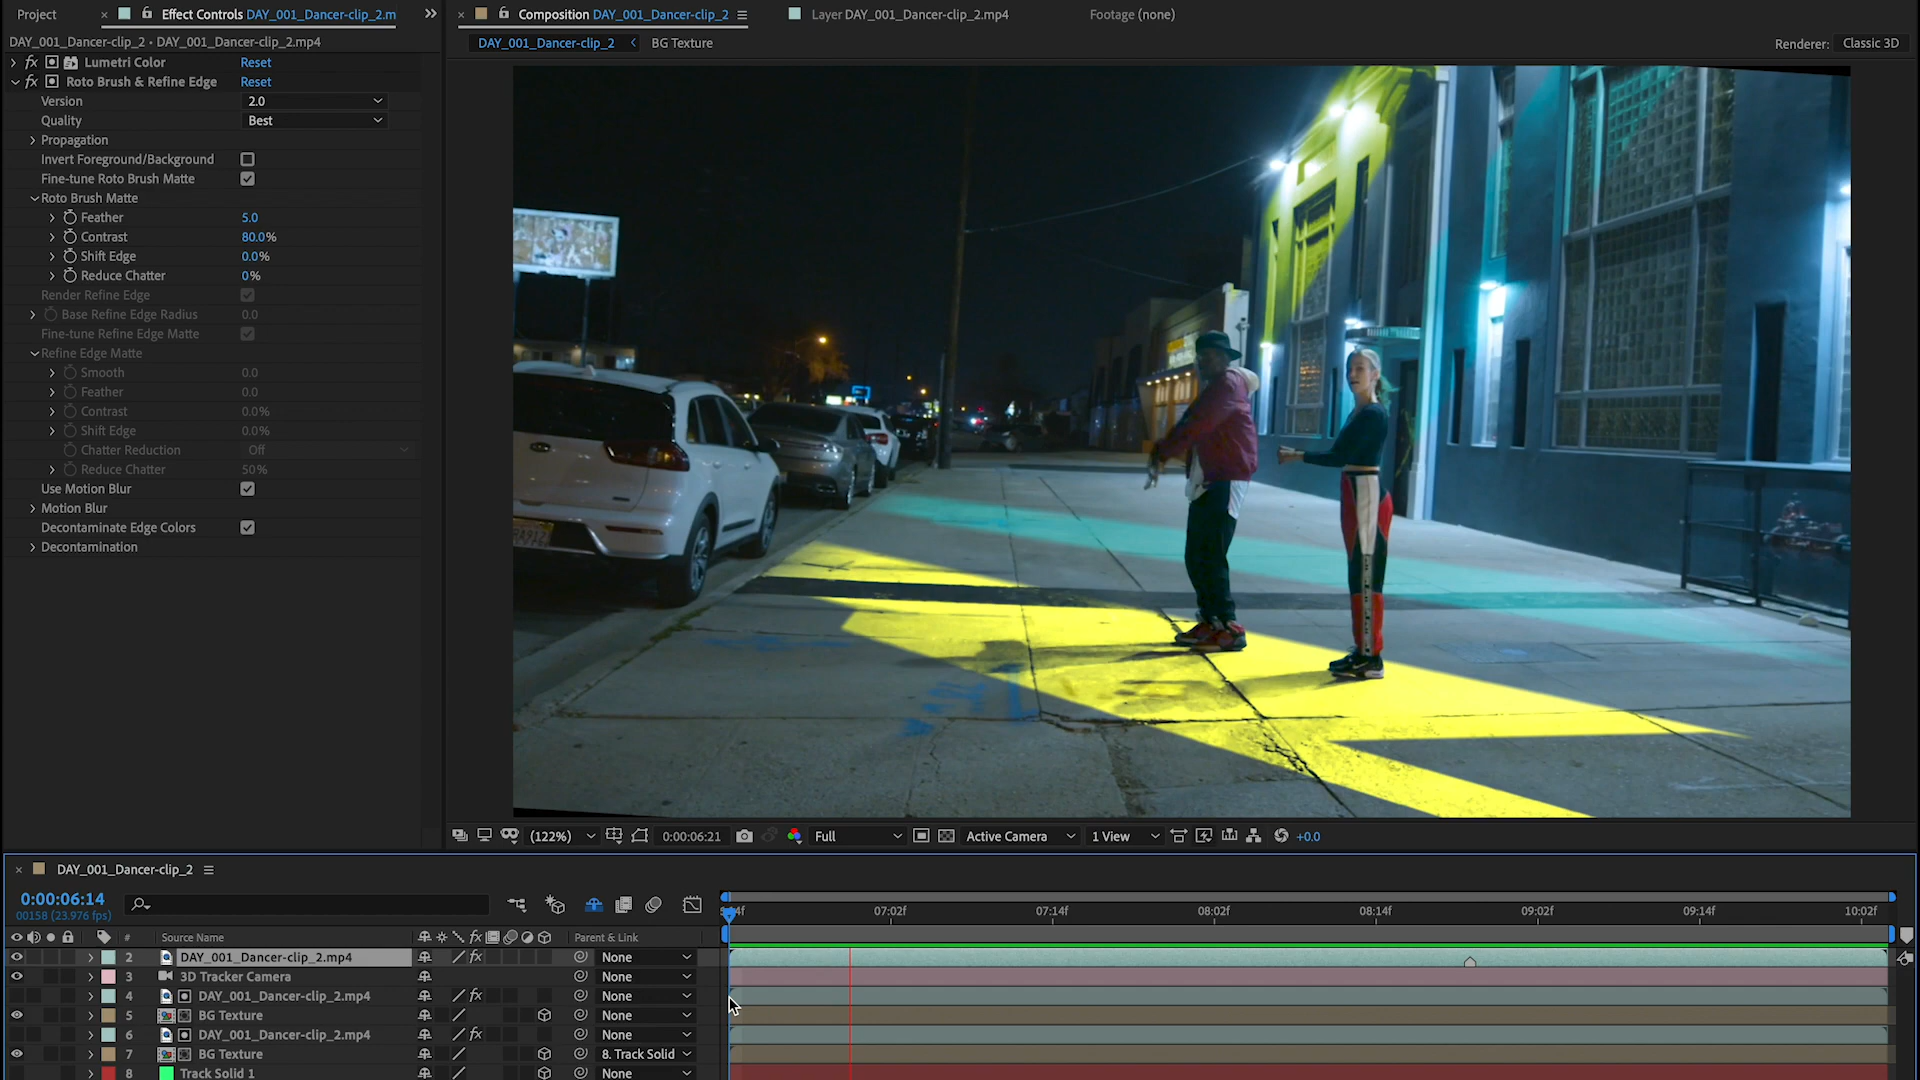 Project
Effect Controls DAY_001_Dancer-clip_2.m
Composition DAY_001_Dancer-clip_2
Layer DAY_001_Dancer-clip_2.mp4
Footage (none)
DAY_001_Dancer-clip_2 • DAY_001_Dancer-clip_2.mp4
DAY_001_Dancer-clip_2
BG Texture
Renderer: Classic 3D
fx Lumetri Color Reset
fx Roto Brush & Refine Edge Reset
Version 2.0
Quality Best
Propagation
Invert Foreground/Background
Fine-tune Roto Brush Matte
Roto Brush Matte
Feather 5.0
Contrast 80.0%
Shift Edge 0.0%
Reduce Chatter 0%
Render Refine Edge
Base Refine Edge Radius 0.0
Fine-tune Refine Edge Matte
Refine Edge Matte
Smooth 0.0
Feather 0.0
Contrast 0.0%
Shift Edge 0.0%
Chatter Reduction Off
Reduce Chatter 50%
Use Motion Blur
Motion Blur
Decontaminate Edge Colors
Decontamination
(122%) 0:00:06:21 Full Active Camera 1 View +0.0
DAY_001_Dancer-clip_2
0:00:06:14
00158 (23.976 fps)
07:02f 07:14f 08:02f 08:14f 09:02f 09:14f 10:02f
# Source Name fx Parent & Link
2 DAY_001_Dancer-clip_2.mp4 fx None
3 3D Tracker Camera None
4 DAY_001_Dancer-clip_2.mp4 fx None
5 BG Texture None
6 DAY_001_Dancer-clip_2.mp4 fx None
7 BG Texture 8. Track Solid
8 Track Solid 1 None